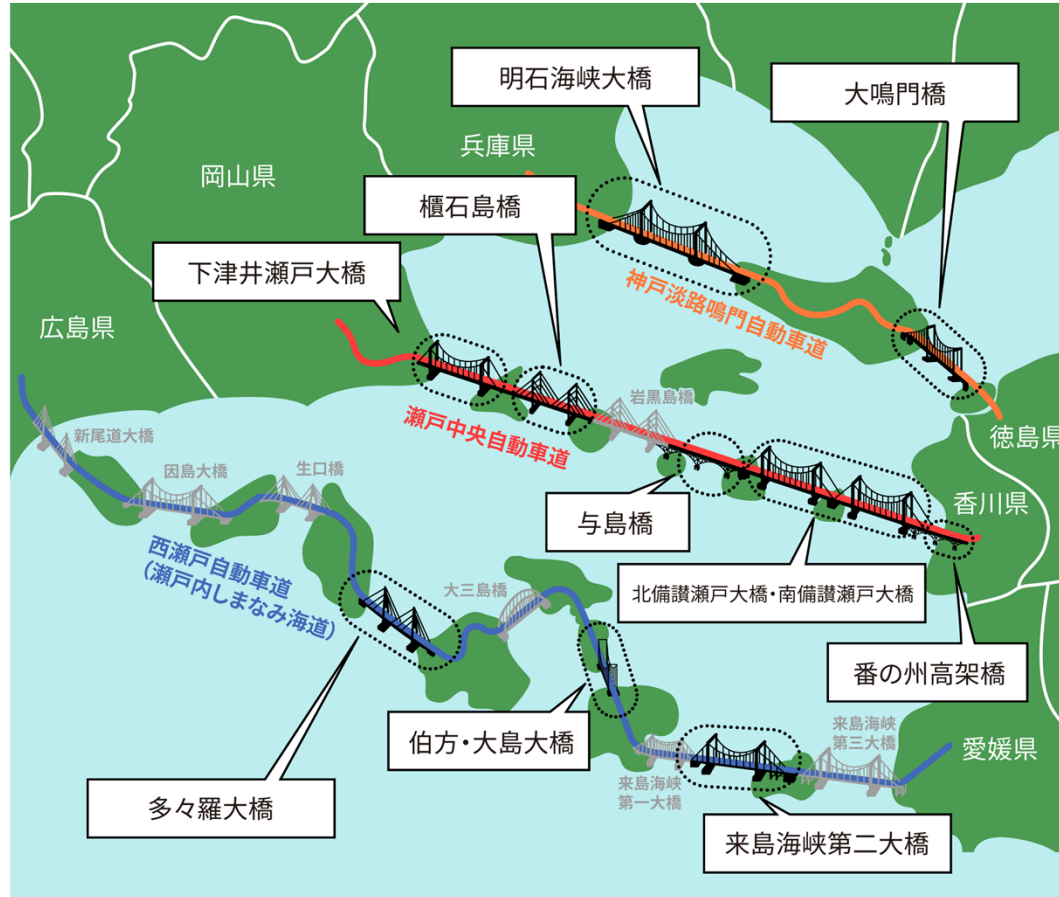 明石海峡大橋
大鳴門橋
兵庫県
岡山県
櫃石島橋
下津井瀬戸大橋
神戸淡路鳴門自動車道
広島県
岩黒島橋
瀬戸中央自動車道
徳島県
新尾道大橋
因島大橋
生口橋
香川県
与島橋
西瀬戸自動車道
(瀬戸内しまなみ海道)
大三島橋
北備讃瀬戸大橋・南備讃瀬戸大橋
番の州高架橋
伯方・大島大橋
来島海峡
第三大橋
愛媛県
来島海峡
第一大橋
多々羅大橋
来島海峡第二大橋